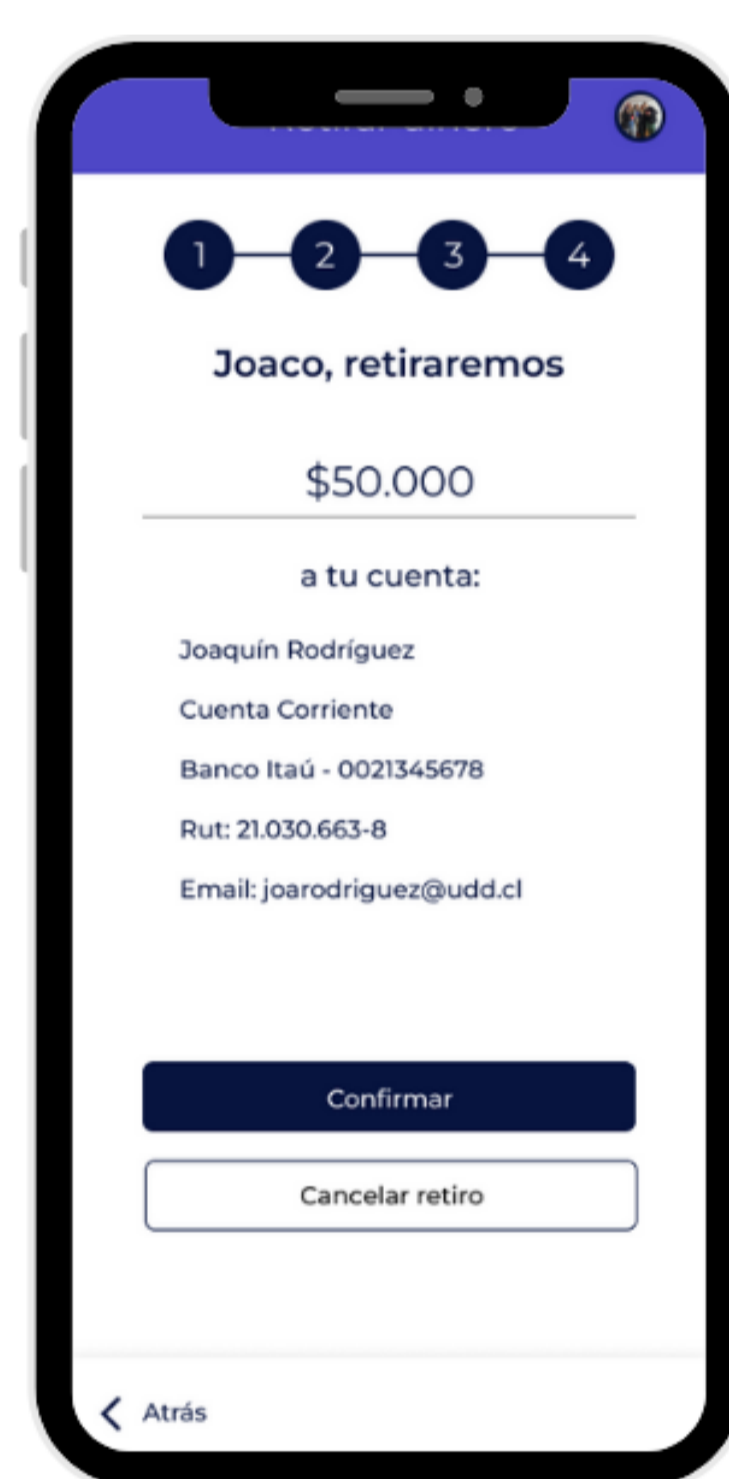 1 2 3 4
Joaco, retiraremos
$50.000
a tu cuenta:
Joaquín Rodríguez
Cuenta Corriente
Banco Itaú - 0021345678
Rut: 21.030.663-8
Email: joarodriguez@udd.cl
Confirmar
Cancelar retiro
Atrás